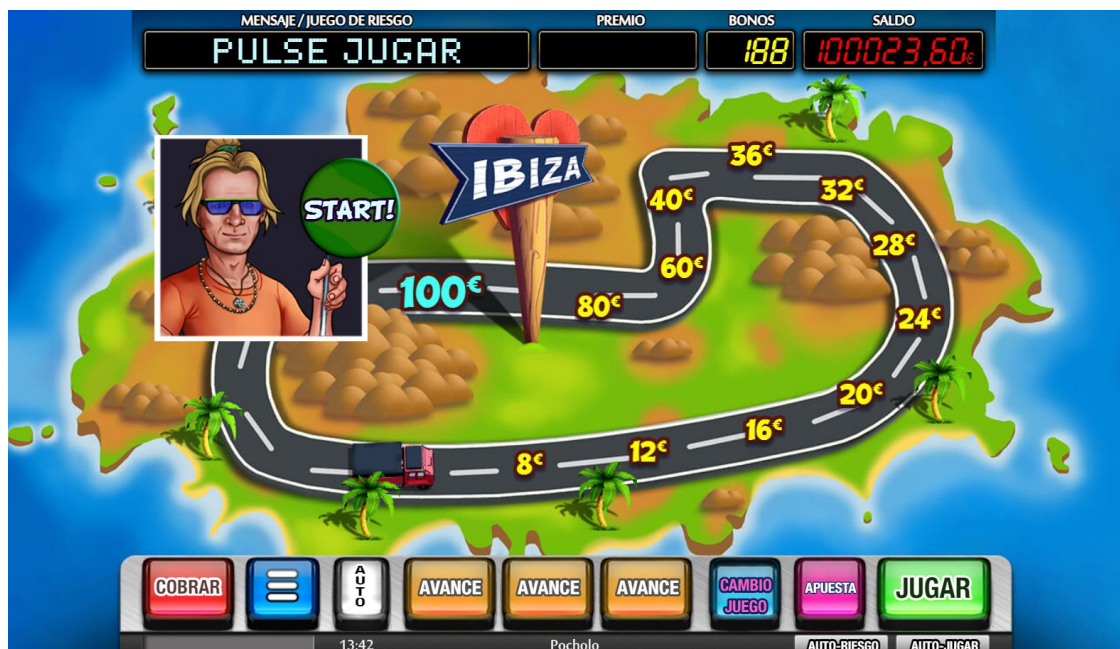 MENSAJE / JUEGO DE RIESGO
PREMIO
BONOS
SALDO
PULSE JUGAR
188
100023,60€
IBIZA
START!
36€
40€
32€
28€
60€
100€
80€
24€
20€
16€
12€
8€
COBRAR
AUTO
AVANCE
AVANCE
AVANCE
CAMBIO
JUEGO
APUESTA
JUGAR
13:42
Pocholo
AUTO-RIESGO
AUTO-JUGAR